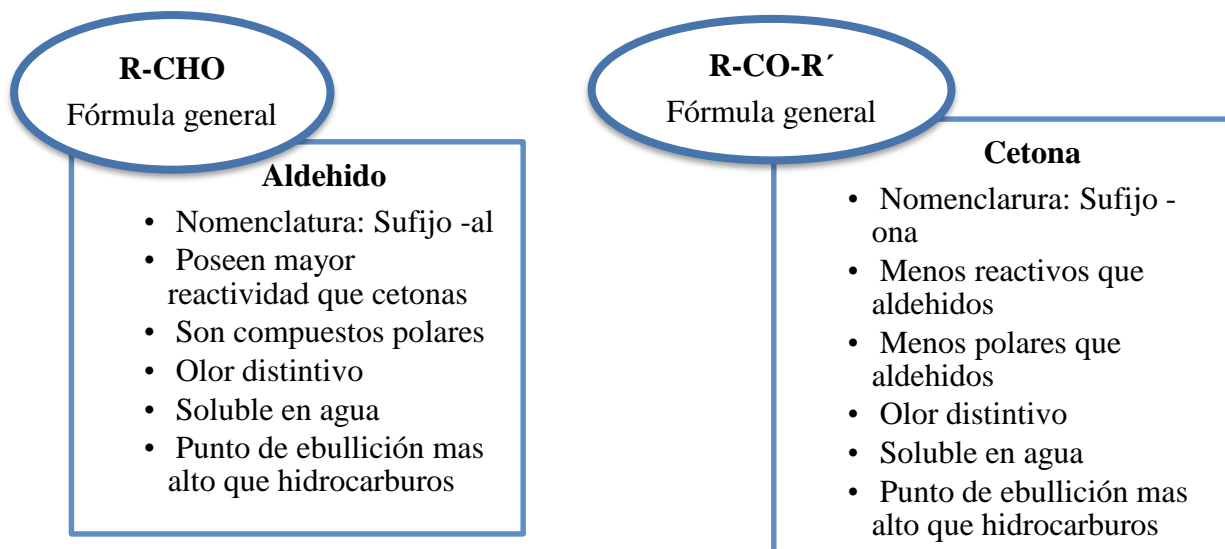 R-CHO
Fórmula general
Aldehido
• Nomenclatura: Sufijo -al
• Poseen mayor
reactividad que cetonas
• Son compuestos polares
• Olor distintivo
• Soluble en agua
• Punto de ebullición mas
alto que hidrocarburos
R-CO-R´
Fórmula general
Cetona
• Nomenclarura: Sufijo -
ona
• Menos reactivos que
aldehidos
• Menos polares que
aldehidos
• Olor distintivo
• Soluble en agua
• Punto de ebullición mas
alto que hidrocarburos